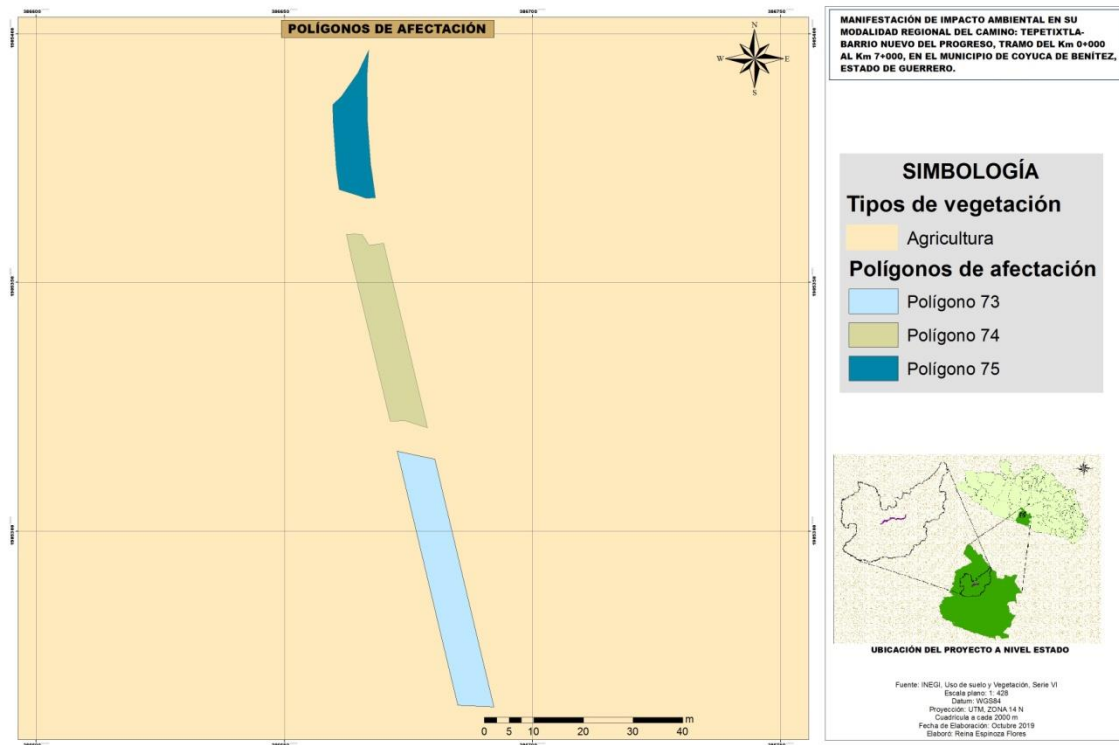 POLÍGONOS DE AFECTACIÓN
N
W
E
S
MANIFESTACIÓN DE IMPACTO AMBIENTAL EN SU
MODALIDAD REGIONAL DEL CAMINO: TEPETIXTLA-
BARRIO NUEVO DEL PROGRESO, TRAMO DEL Km 0+000
AL Km 7+000, EN EL MUNICIPIO DE COYUCA DE BENÍTEZ,
ESTADO DE GUERRERO.
SIMBOLOGÍA
Tipos de vegetación
Agricultura
Polígonos de afectación
Polígono 73
Polígono 74
Polígono 75
UBICACIÓN DEL PROYECTO A NIVEL ESTADO
Fuente: INEGI, Uso de suelo y Vegetación, Serie VI
Escala plano: 1: 428
Datum: WGS84
Proyección: UTM, ZONA 14 N
Cuadrícula a cada 2000 m
Fecha de Elaboración: Octubre 2019
Elaboró: Reina Espinoza Flores
m
0 5 10 20 30 40